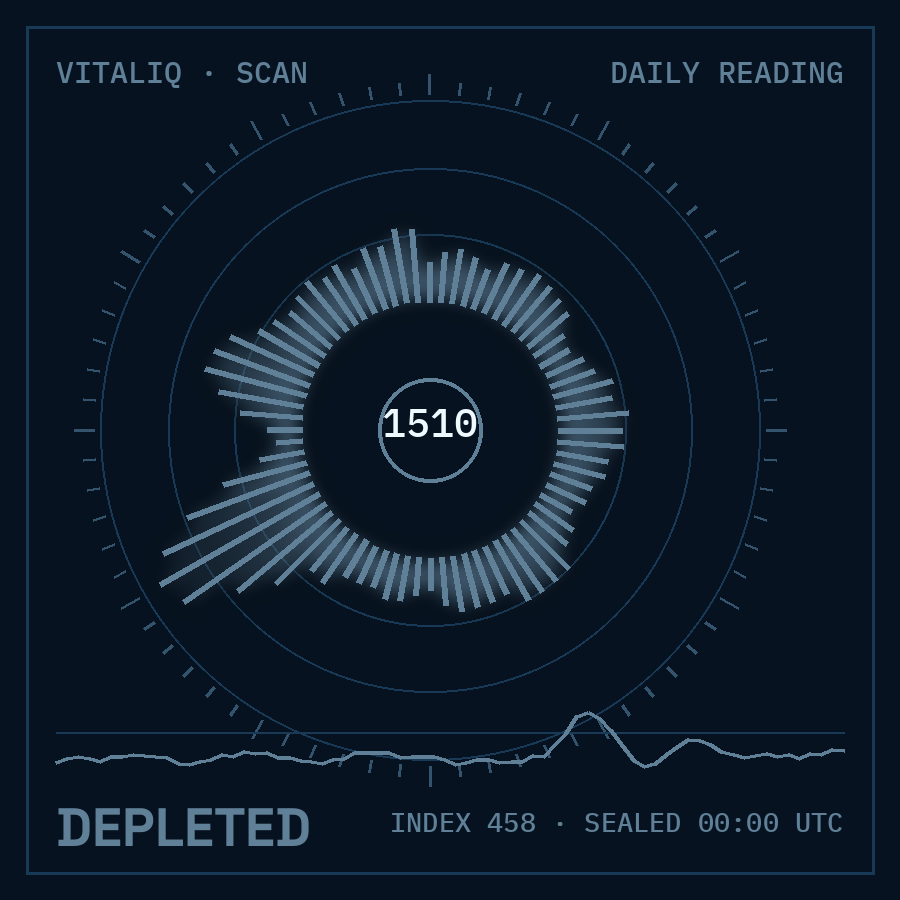 VITALIQ · SCAN
DAILY READING
1510
DEPLETED
INDEX 458 · SEALED 00:00 UTC